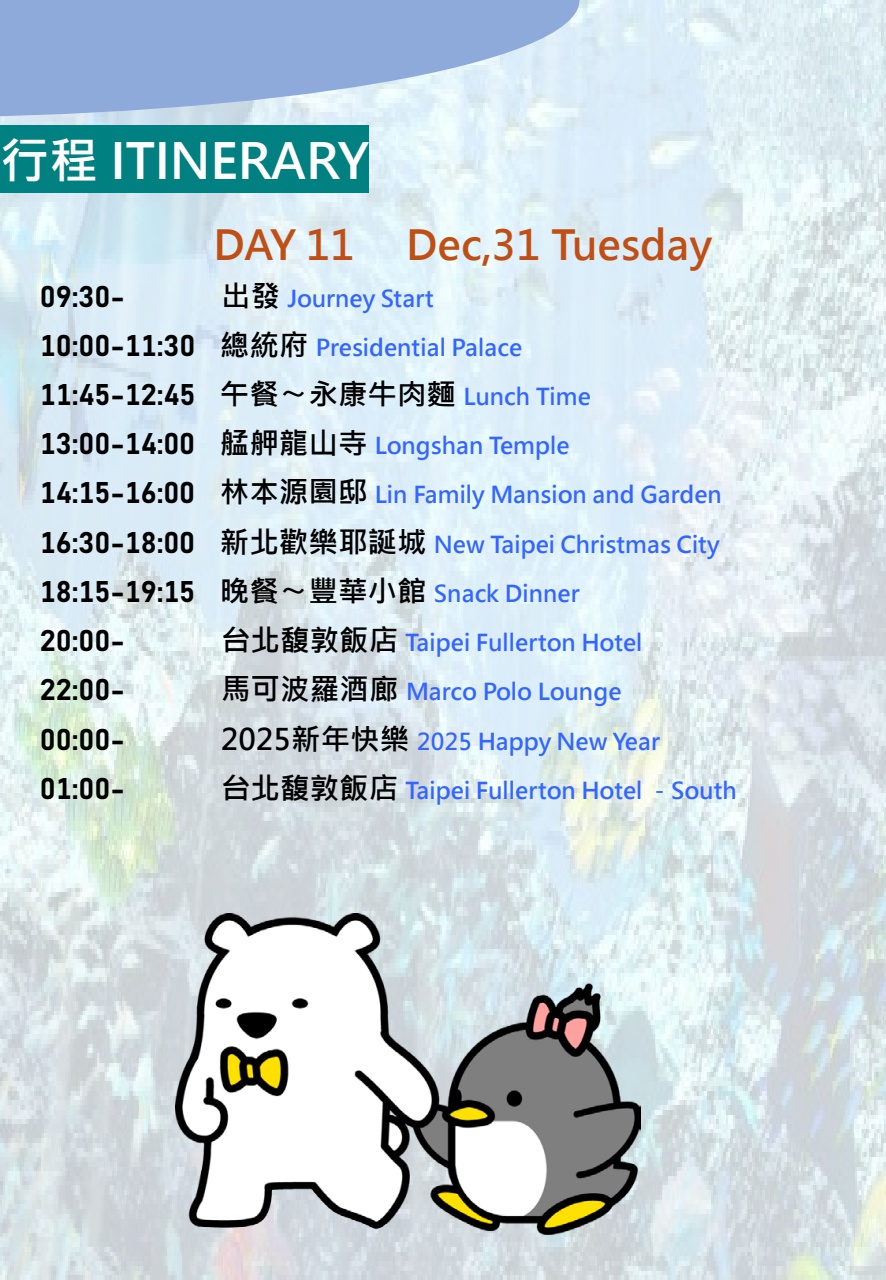 行程 ITINERARY
DAY 11 Dec,31 Tuesday
09:30- 出發 Journey Start
10:00-11:30 總統府 Presidential Palace
11:45-12:45 午餐～永康牛肉麵 Lunch Time
13:00-14:00 艋舺龍山寺 Longshan Temple
14:15-16:00 林本源園邸 Lin Family Mansion and Garden
16:30-18:00 新北歡樂耶誕城 New Taipei Christmas City
18:15-19:15 晚餐～豐華小館 Snack Dinner
20:00- 台北馥敦飯店 Taipei Fullerton Hotel
22:00- 馬可波羅酒廊 Marco Polo Lounge
00:00- 2025新年快樂 2025 Happy New Year
01:00- 台北馥敦飯店 Taipei Fullerton Hotel - South